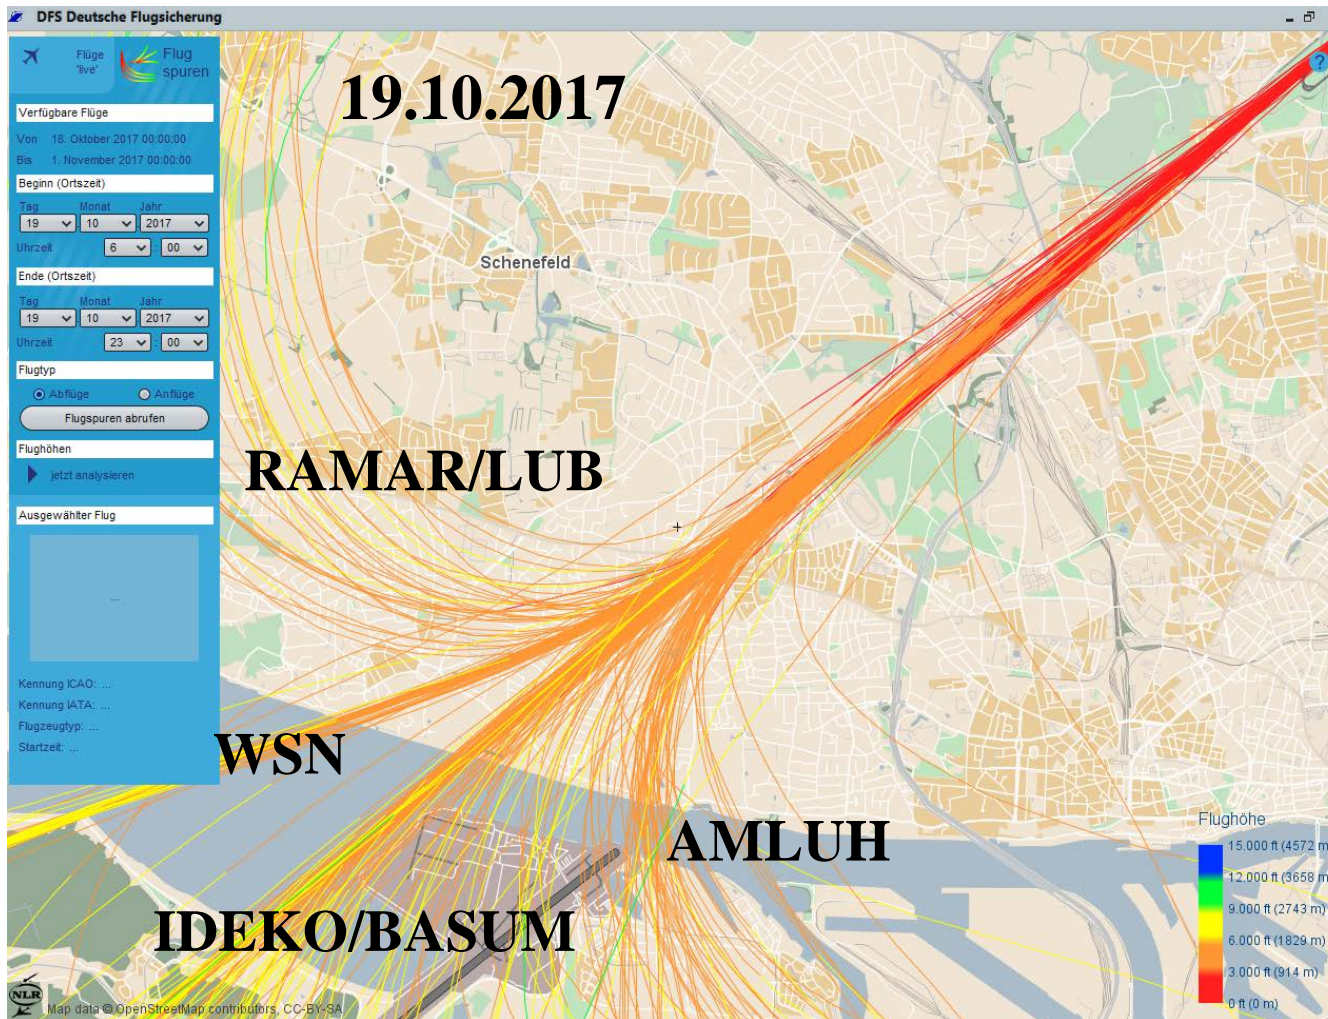 DFS Deutsche Flugsicherung
Flüge 'live'
Flug spuren
Verfügbare Flüge
Von 18. Oktober 2017 00:00:00
Bis 1. November 2017 00:00:00
Beginn (Ortszeit)
Tag Monat Jahr
19 10 2017
Uhrzeit 6 : 00
Ende (Ortszeit)
Tag Monat Jahr
19 10 2017
Uhrzeit 23 : 00
Flugtyp
Abflüge Anflüge
Flugspuren abrufen
Flughöhen
jetzt analysieren
Ausgewählter Flug
...
Kennung ICAO: ...
Kennung IATA: ...
Flugzeugtyp: ...
Startzeit: ...
19.10.2017
?
Schenefeld
RAMAR/LUB
WSN
AMLUH
IDEKO/BASUM
Flughöhe
15.000 ft (4572 m
12.000 ft (3658 m
9.000 ft (2743 m)
6.000 ft (1829 m)
3.000 ft (914 m)
0 ft (0 m)
NLR
Map data © OpenStreetMap contributors, CC-BY-SA